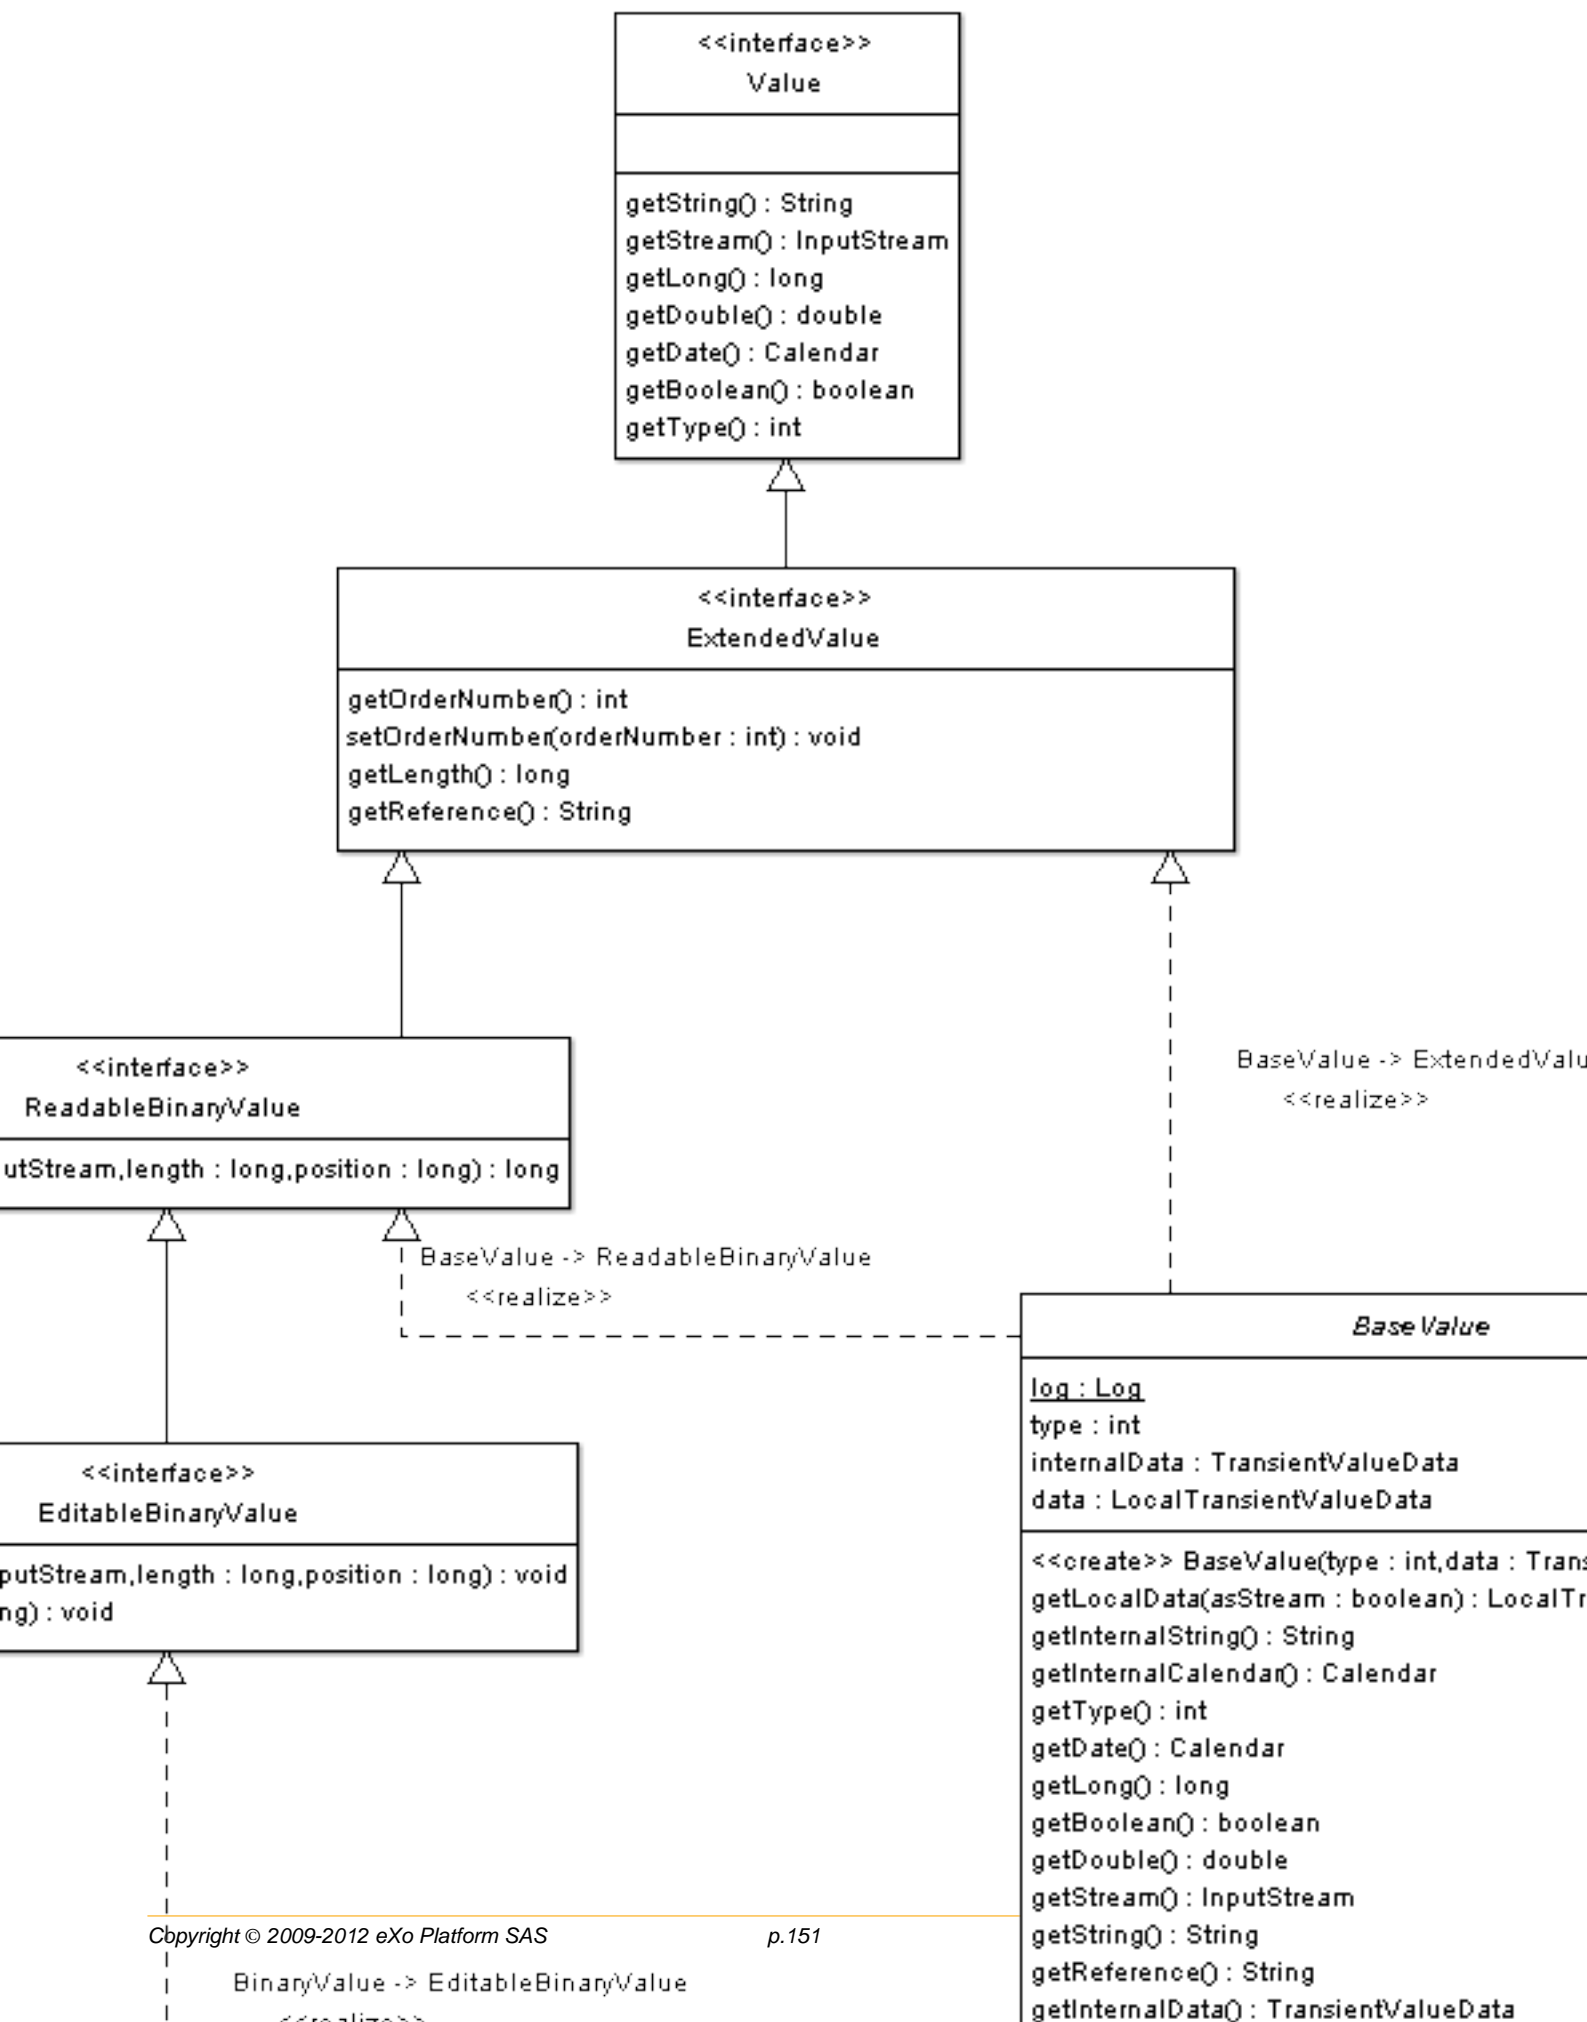 <<interface>>
Value
getString() : String
getStream() : InputStream
getLong() : long
getDouble() : double
getDate() : Calendar
getBoolean() : boolean
getType() : int
<<interface>>
ExtendedValue
getOrderNumber() : int
setOrderNumber(orderNumber : int) : void
getLength() : long
getReference() : String
<<interface>>
ReadableBinaryValue
utStream,length : long,position : long) : long
BaseValue -> ExtendedValu
<<realize>>
BaseValue -> ReadableBinaryValue
<<realize>>
<<interface>>
EditableBinaryValue
putStream,length : long,position : long) : void
ng) : void
BaseValue
log : Log
type : int
internalData : TransientValueData
data : LocalTransientValueData
<<create>> BaseValue(type : int,data : Trans
getLocalData(asStream : boolean) : LocalTr
getInternalString() : String
getInternalCalendar() : Calendar
getType() : int
getDate() : Calendar
getLong() : long
getBoolean() : boolean
getDouble() : double
getStream() : InputStream
getString() : String
getReference() : String
getInternalData() : TransientValueData
Copyright © 2009-2012 eXo Platform SAS p.151
BinaryValue -> EditableBinaryValue
<<realize>>